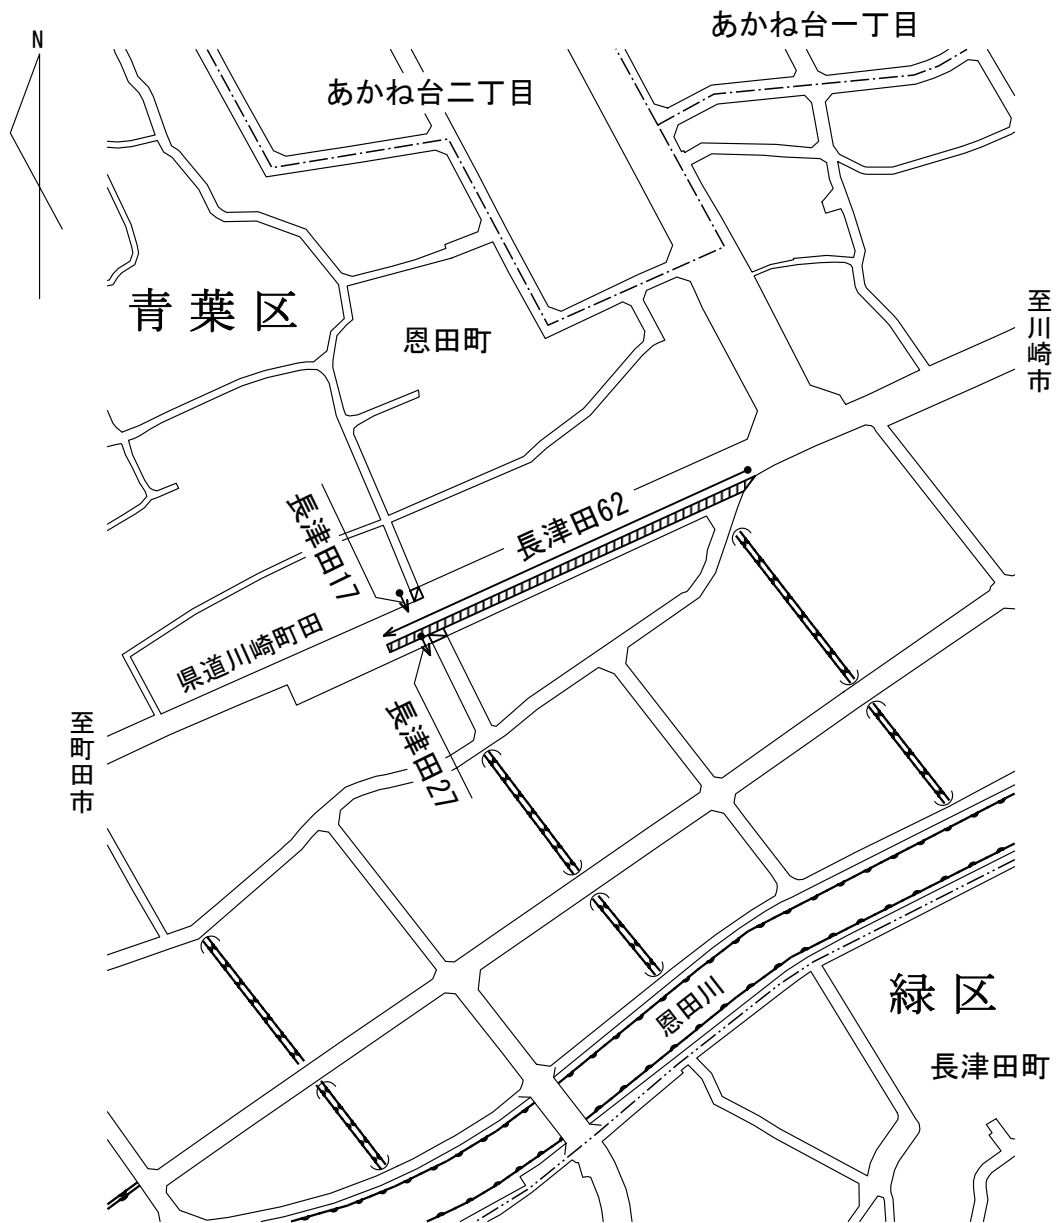 N
あかね台一丁目
あかね台二丁目
青葉区
恩田町
至川崎市
長津田17
長津田62
県道川崎町田
長津田27
至町田市
恩田川
緑区
長津田町